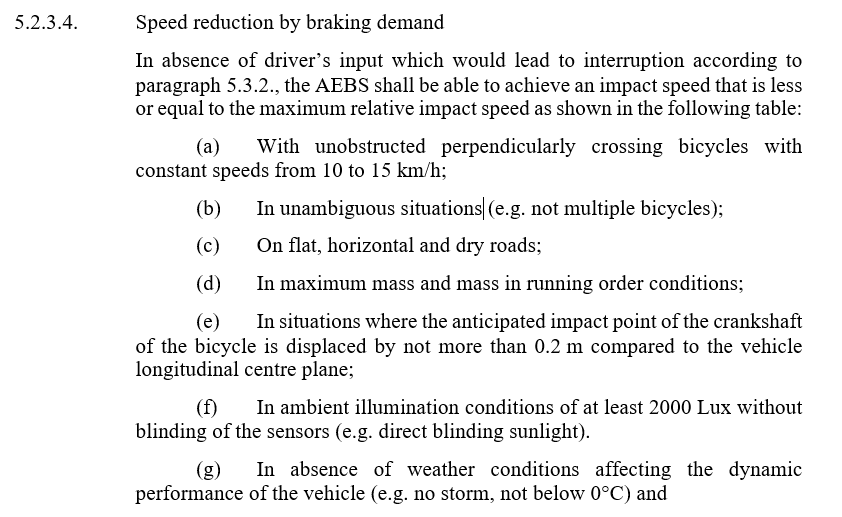 5.2.3.4. Speed reduction by braking demand
In absence of driver’s input which would lead to interruption according to
paragraph 5.3.2., the AEBS shall be able to achieve an impact speed that is less
or equal to the maximum relative impact speed as shown in the following table:
(a) With unobstructed perpendicularly crossing bicycles with
constant speeds from 10 to 15 km/h;
(b) In unambiguous situations (e.g. not multiple bicycles);
(c) On flat, horizontal and dry roads;
(d) In maximum mass and mass in running order conditions;
(e) In situations where the anticipated impact point of the crankshaft
of the bicycle is displaced by not more than 0.2 m compared to the vehicle
longitudinal centre plane;
(f) In ambient illumination conditions of at least 2000 Lux without
blinding of the sensors (e.g. direct blinding sunlight).
(g) In absence of weather conditions affecting the dynamic
performance of the vehicle (e.g. no storm, not below 0°C) and